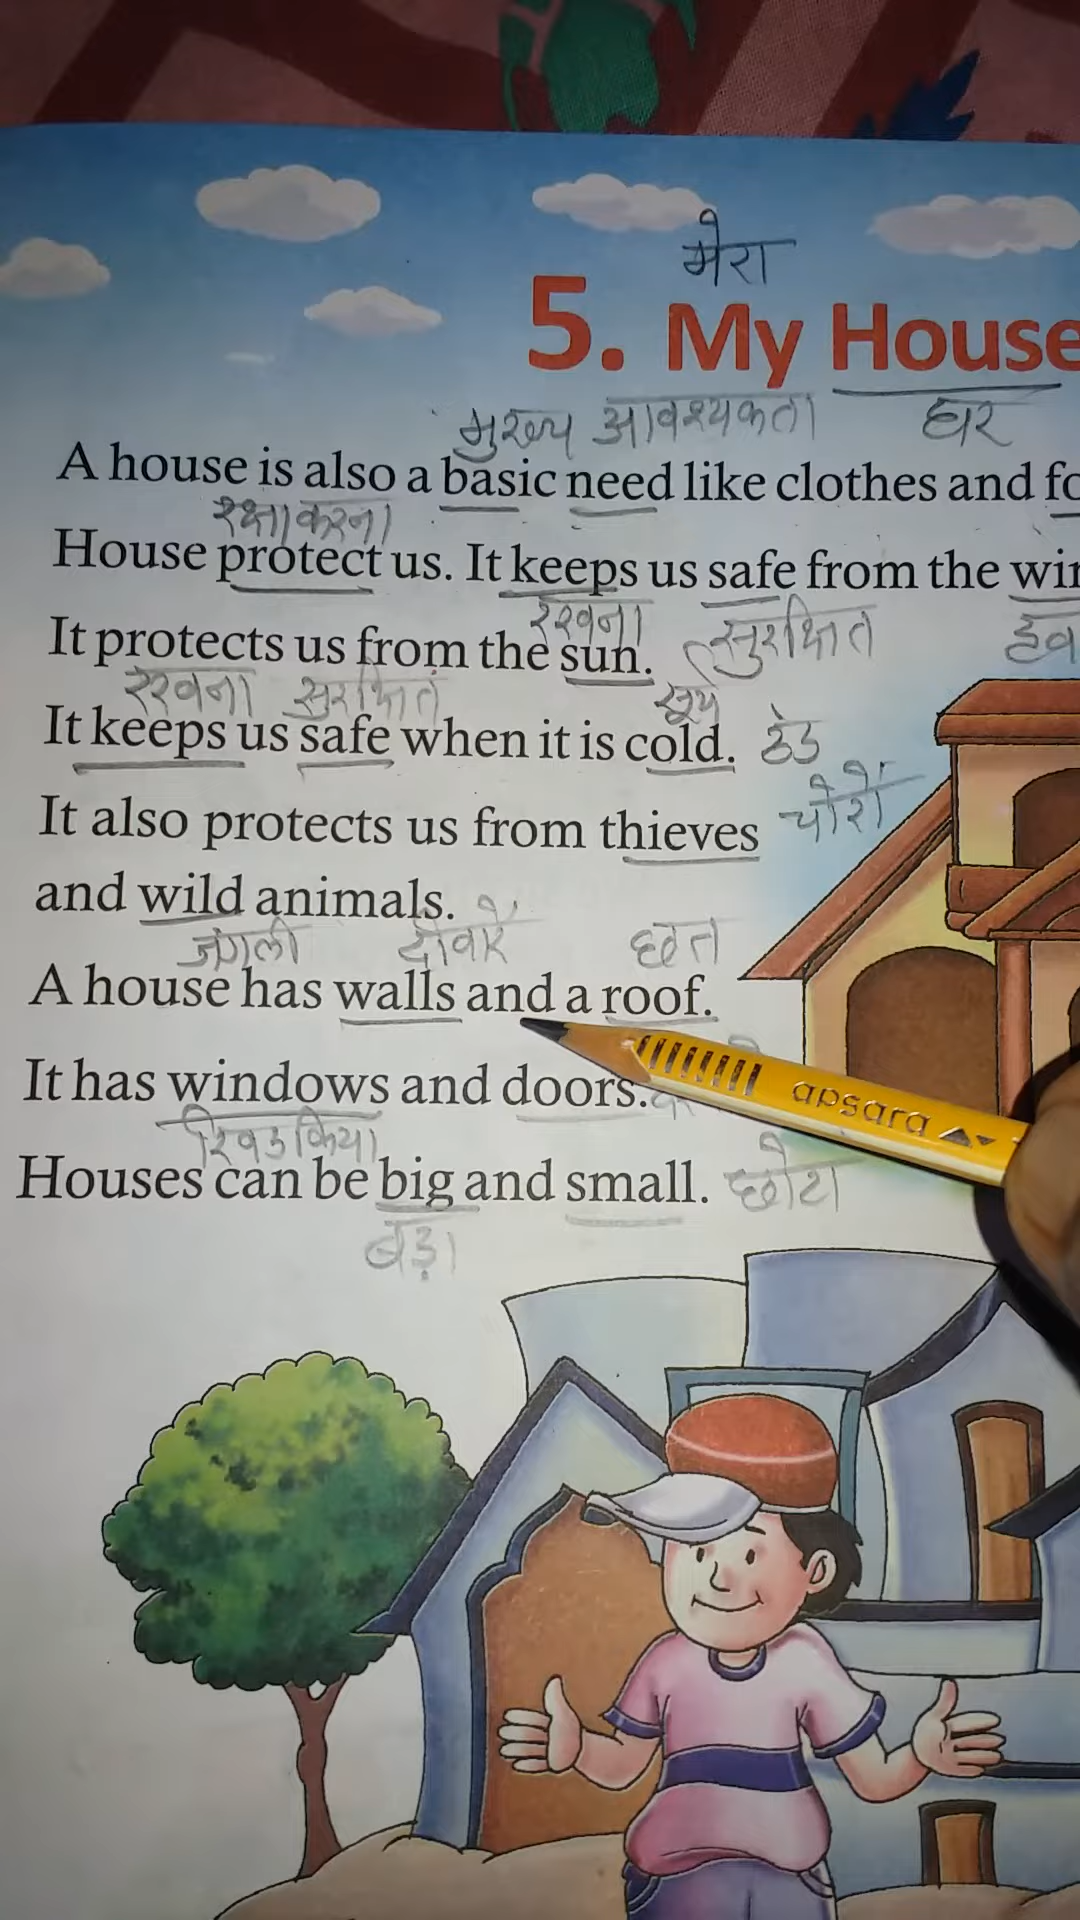 मेरा
5. My House
मुख्य आवश्यकता घर
A house is also a basic need like clothes and
रक्षा करना
House protect us. It keeps us safe from the
रखना सुरक्षित
It protects us from the sun.
रखना सुरक्षित सूर्य
It keeps us safe when it is cold. ठंड
It also protects us from thieves चोरों
and wild animals.
जंगली दीवारें छत
A house has walls and a roof.
It has windows and doors.
खिडकिया
Houses can be big and small. छोटा
बड़ा
apsara